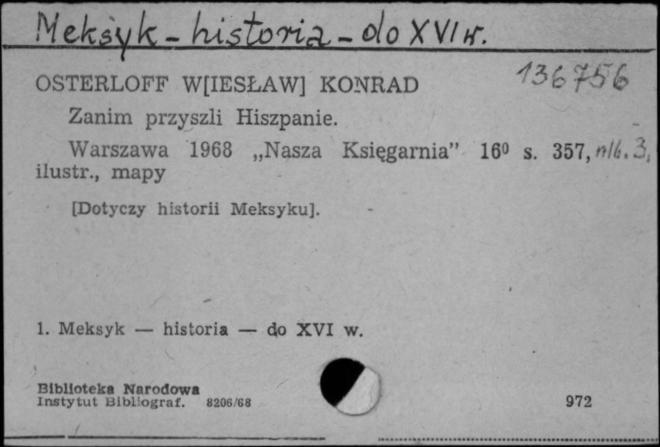 Meksyk - historia - do XVI w.
136756
OSTERLOFF W[IESŁAW] KONRAD
Zanim przyszli Hiszpanie.
Warszawa 1968 „Nasza Księgarnia” 16⁰ s. 357, nlb. 3,
ilustr., mapy
[Dotyczy historii Meksyku].
1. Meksyk — historia — do XVI w.
Biblioteka Narodowa
Instytut Bibliograf. 8206/68
972